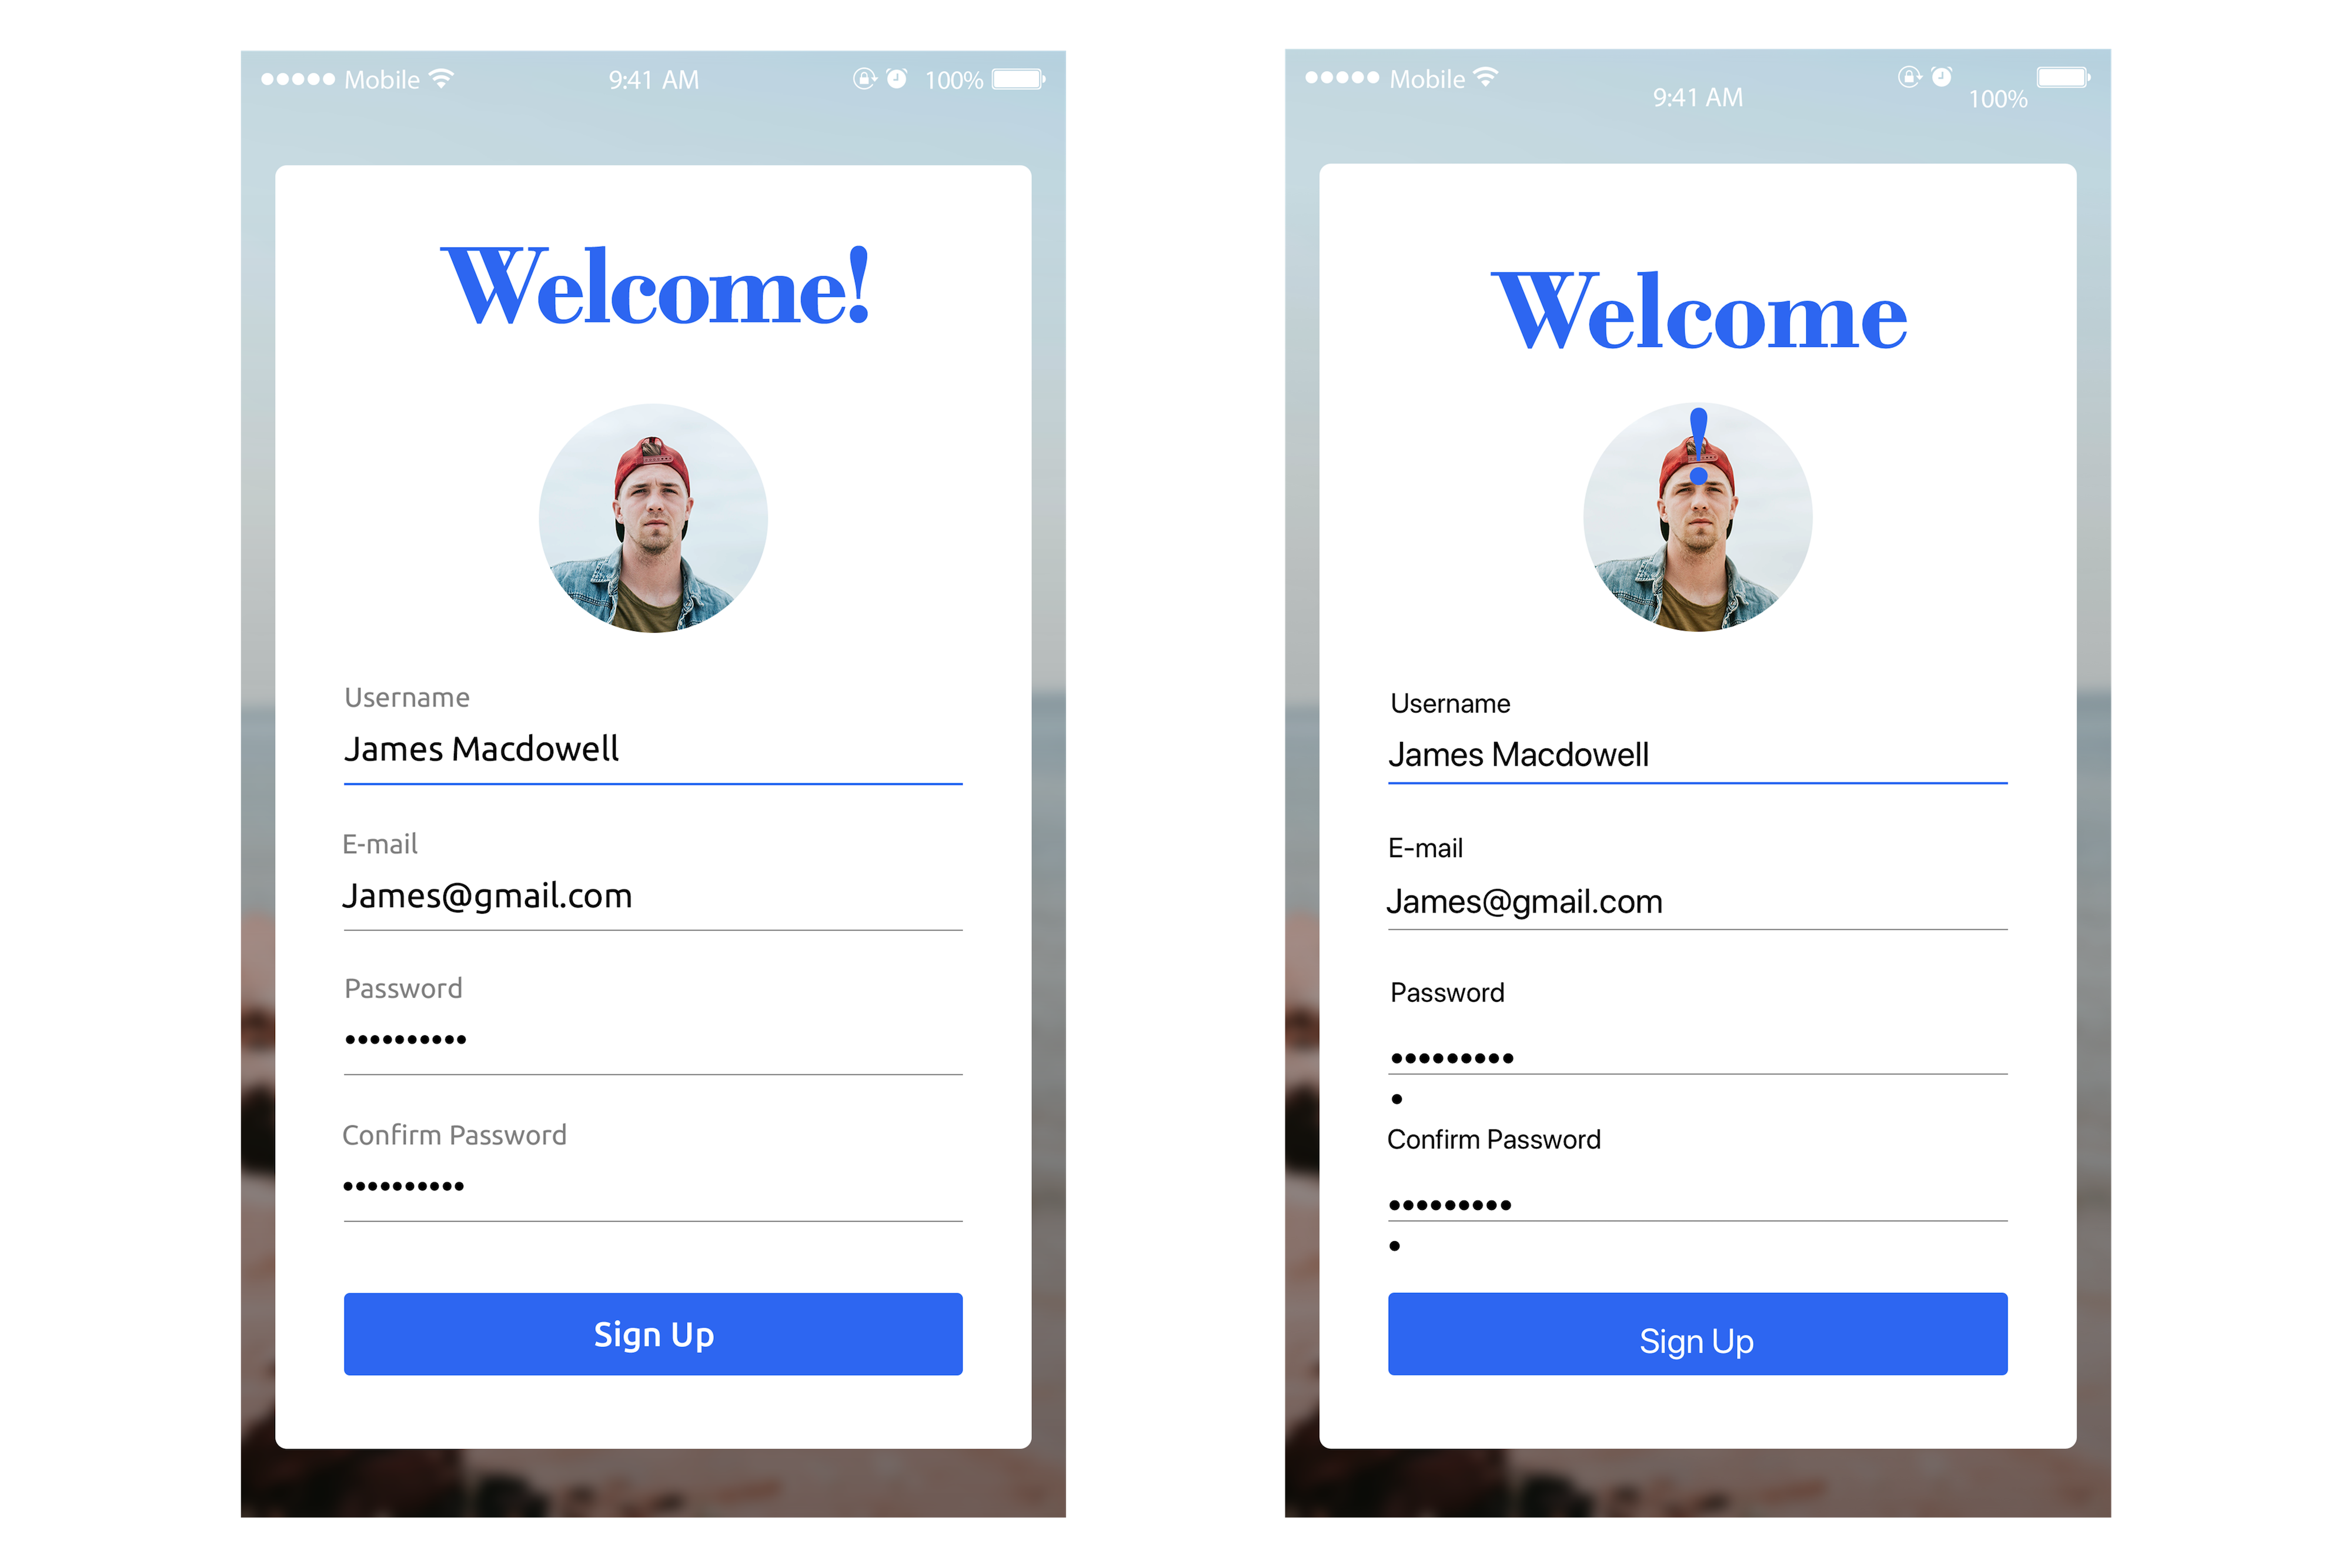 Mobile 9:41 AM 100%
Welcome!
Username
James Macdowell
E-mail
James@gmail.com
Password
••••••••••
Confirm Password
••••••••••
Sign Up
Mobile 9:41 AM 100%
Welcome
!
Username
James Macdowell
E-mail
James@gmail.com
Password
•••••••••
•
Confirm Password
•••••••••
•
Sign Up